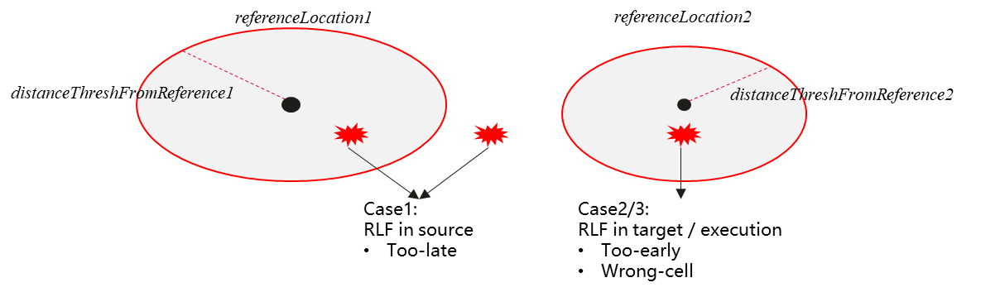 referenceLocation1
referenceLocation2
distanceThreshFromReference1
distanceThreshFromReference2
Case1:
RLF in source
• Too-late
Case2/3:
RLF in target / execution
• Too-early
• Wrong-cell